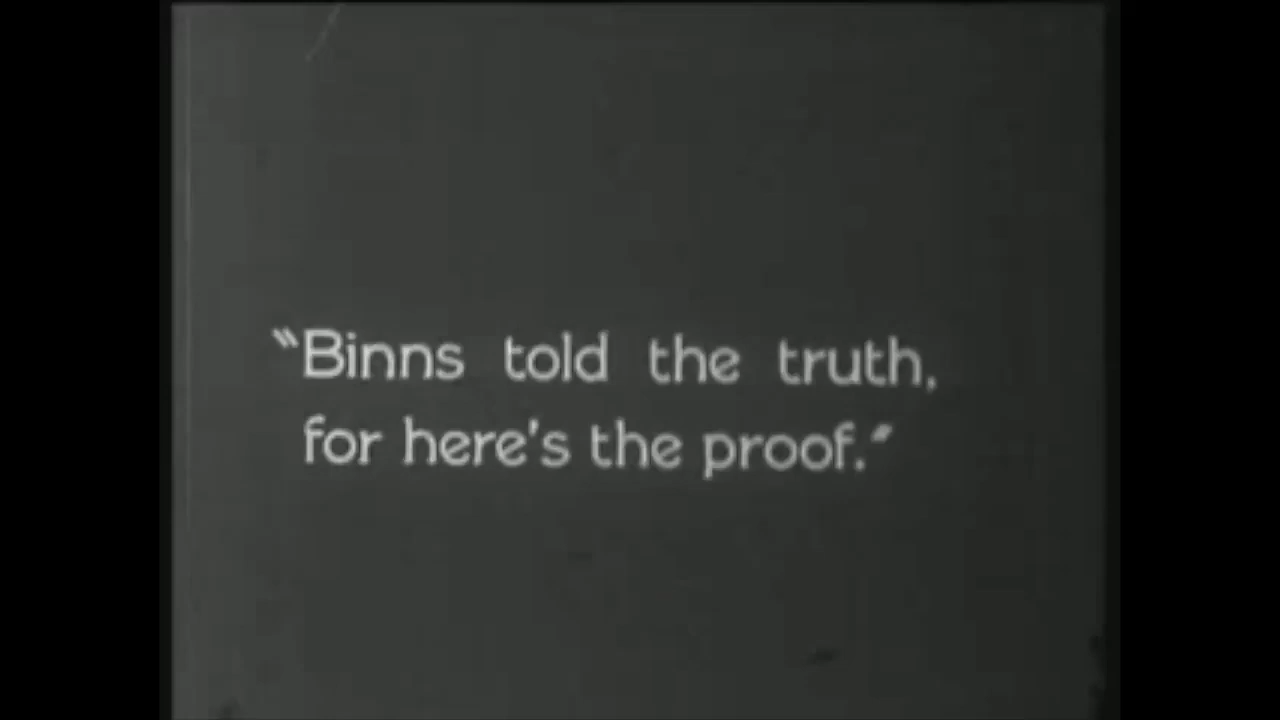 "Binns told the truth,
for here's the proof."